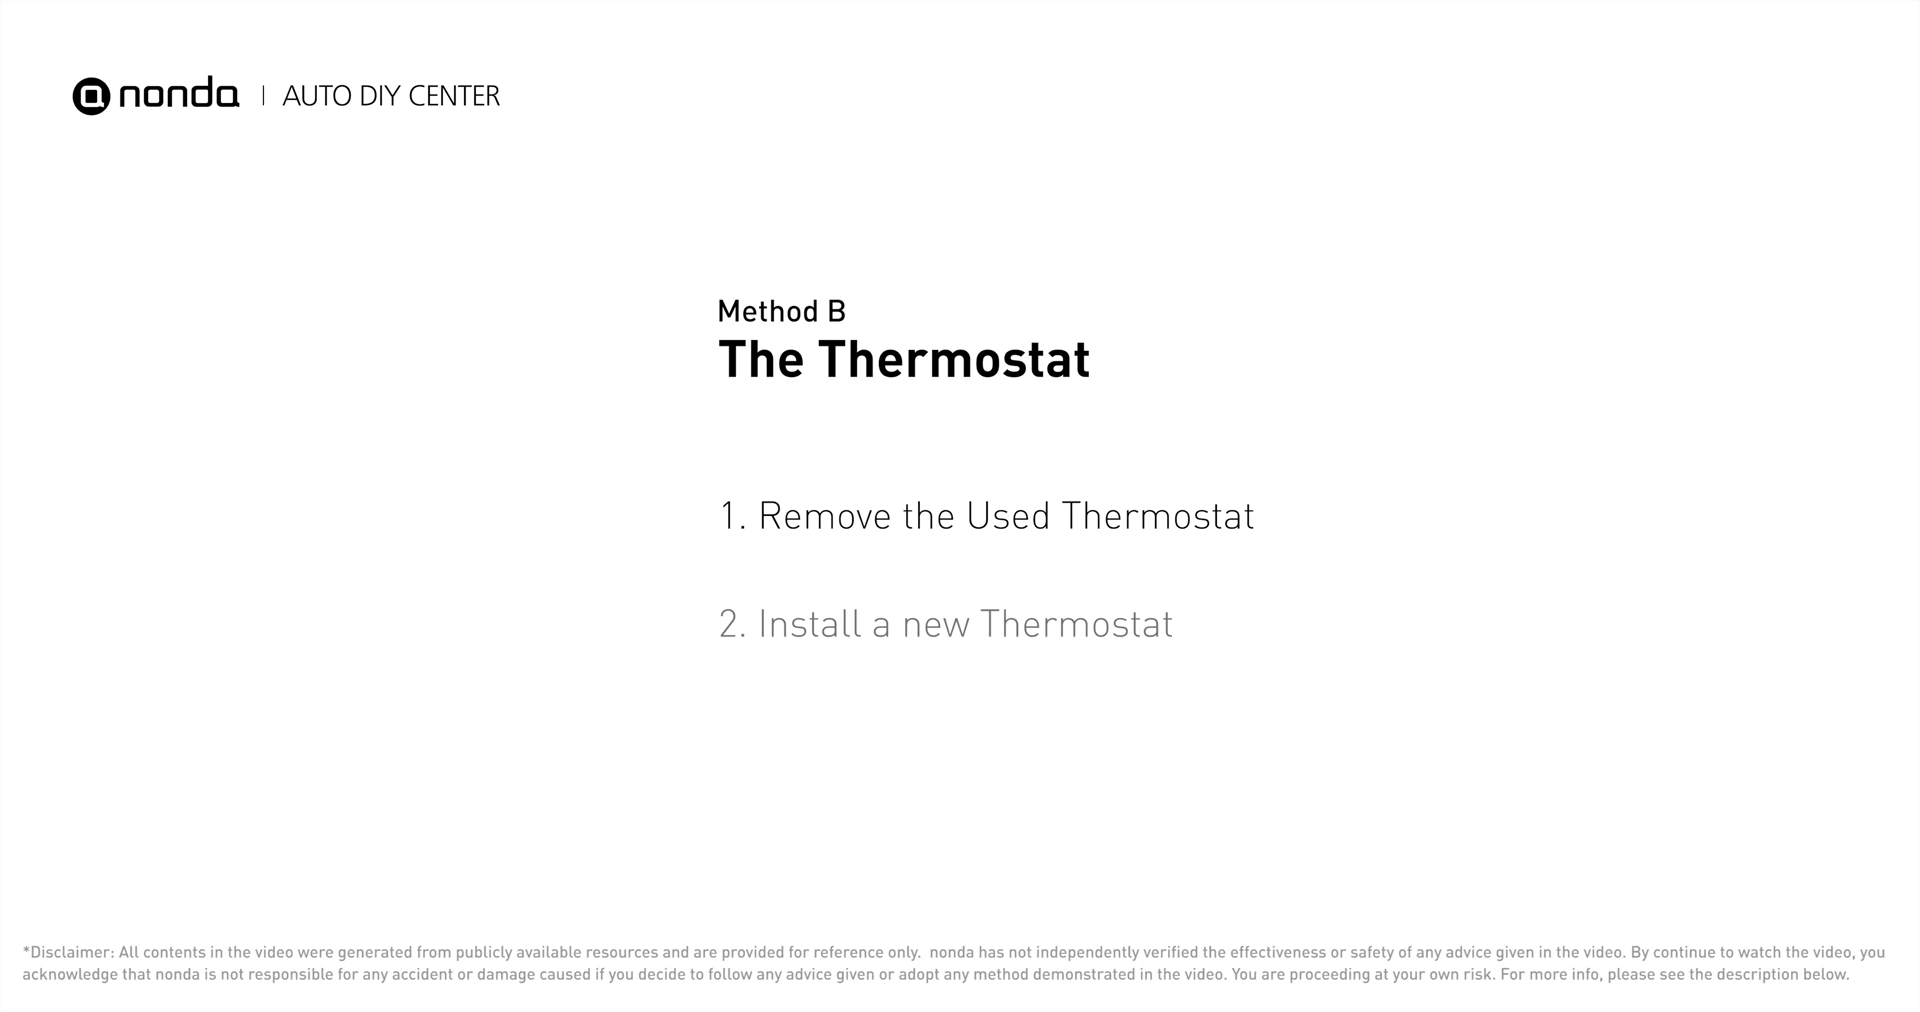 nonda | AUTO DIY CENTER
Method B
The Thermostat
1. Remove the Used Thermostat
2. Install a new Thermostat
*Disclaimer: All contents in the video were generated from publicly available resources and are provided for reference only. nonda has not independently verified the effectiveness or safety of any advice given in the video. By continue to watch the video, you
acknowledge that nonda is not responsible for any accident or damage caused if you decide to follow any advice given or adopt any method demonstrated in the video. You are proceeding at your own risk. For more info, please see the description below.